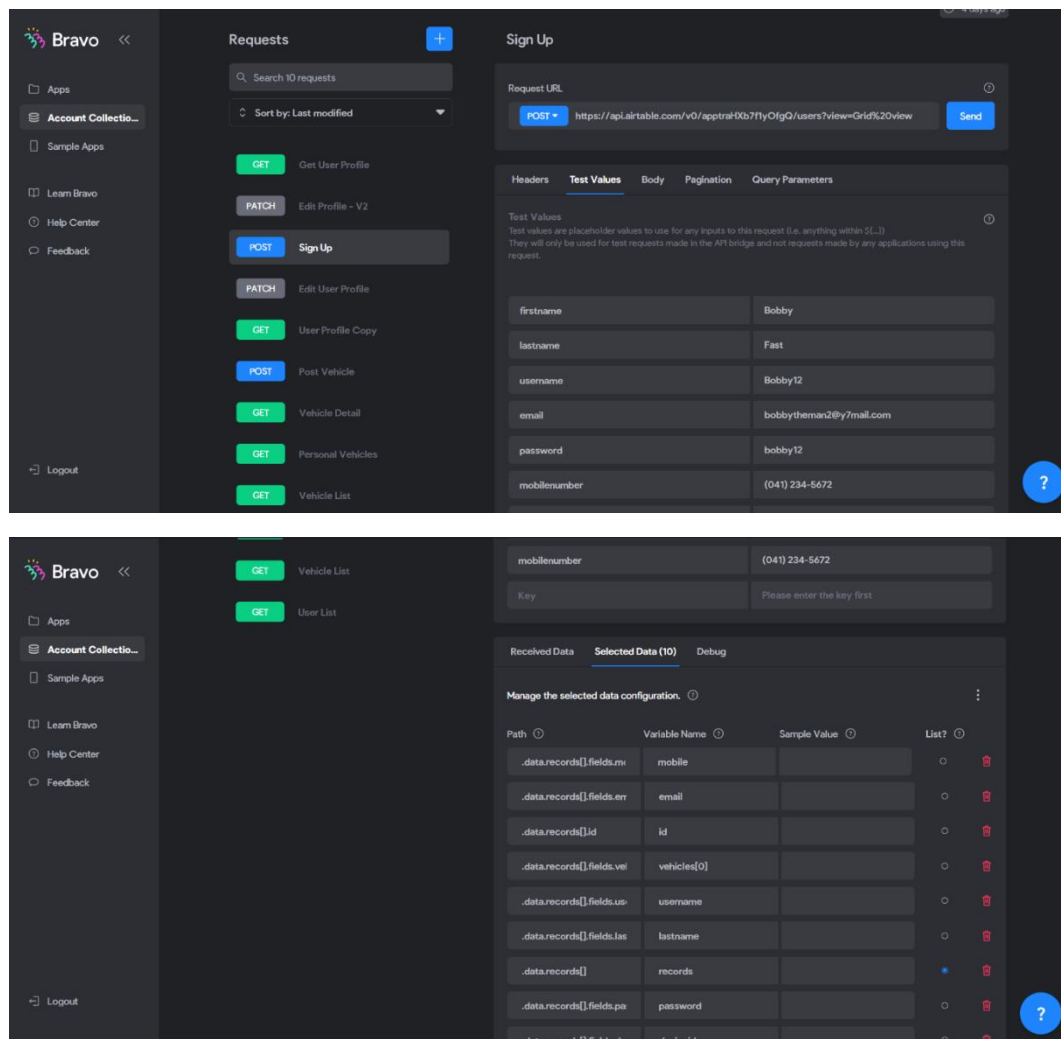 4 days ago
Bravo
Apps
Account Collectio...
Sample Apps
Learn Bravo
Help Center
Feedback
Logout
Requests
Search 10 requests
Sort by: Last modified
GET Get User Profile
PATCH Edit Profile - V2
POST Sign Up
PATCH Edit User Profile
GET User Profile Copy
POST Post Vehicle
GET Vehicle Detail
GET Personal Vehicles
GET Vehicle List
Sign Up
Request URL
POST https://api.airtable.com/v0/apptraHXb7f1yOfgQ/users?view=Grid%20view Send
Headers Test Values Body Pagination Query Parameters
Test Values
Test values are placeholder values to use for any inputs to this request (i.e. anything within ${...})
They will only be used for test requests made in the API bridge and not requests made by any applications using this
request.
firstname Bobby
lastname Fast
username Bobby12
email bobbytheman2@y7mail.com
password bobby12
mobilenumber (041) 234-5672
?
Bravo
Apps
Account Collectio...
Sample Apps
Learn Bravo
Help Center
Feedback
Logout
GET Vehicle List
GET User List
mobilenumber (041) 234-5672
Key Please enter the key first
Received Data Selected Data (10) Debug
Manage the selected data configuration.
Path Variable Name Sample Value List?
.data.records[].fields.mo mobile
.data.records[].fields.em email
.data.records[].id id
.data.records[].fields.vel vehicles[0]
.data.records[].fields.us username
.data.records[].fields.las lastname
.data.records[] records
.data.records[].fields.pa password
?